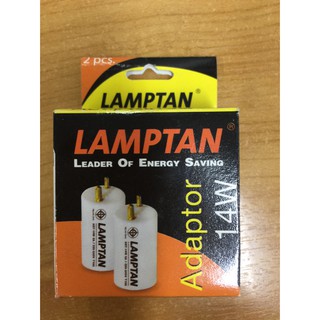 2 pcs.
LAMPTAN®
LAMPTAN®
LEADER OF ENERGY SAVING
Adaptor
14W
LAMPTAN
LAMPTAN